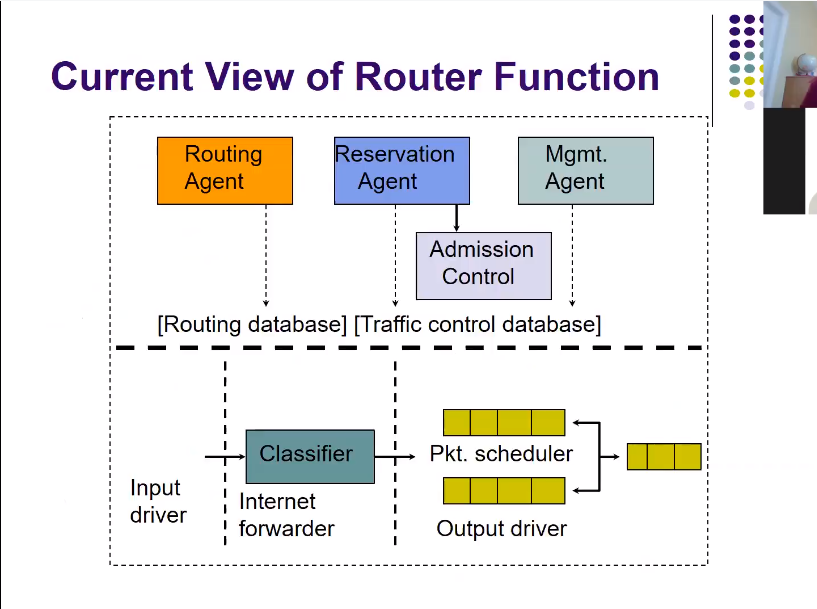 Current View of Router Function
Routing
Agent
Reservation
Agent
Mgmt.
Agent
Admission
Control
[Routing database] [Traffic control database]
Classifier
Pkt. scheduler
Input
driver
Internet
forwarder
Output driver